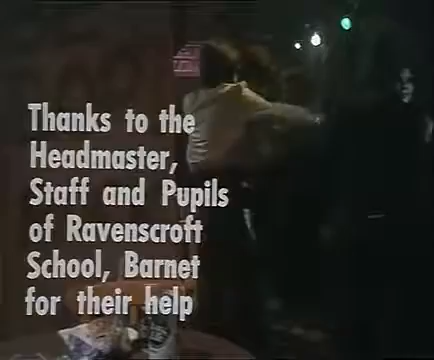 Thanks to the
Headmaster,
Staff and Pupils
of Ravenscroft
School, Barnet
for their help